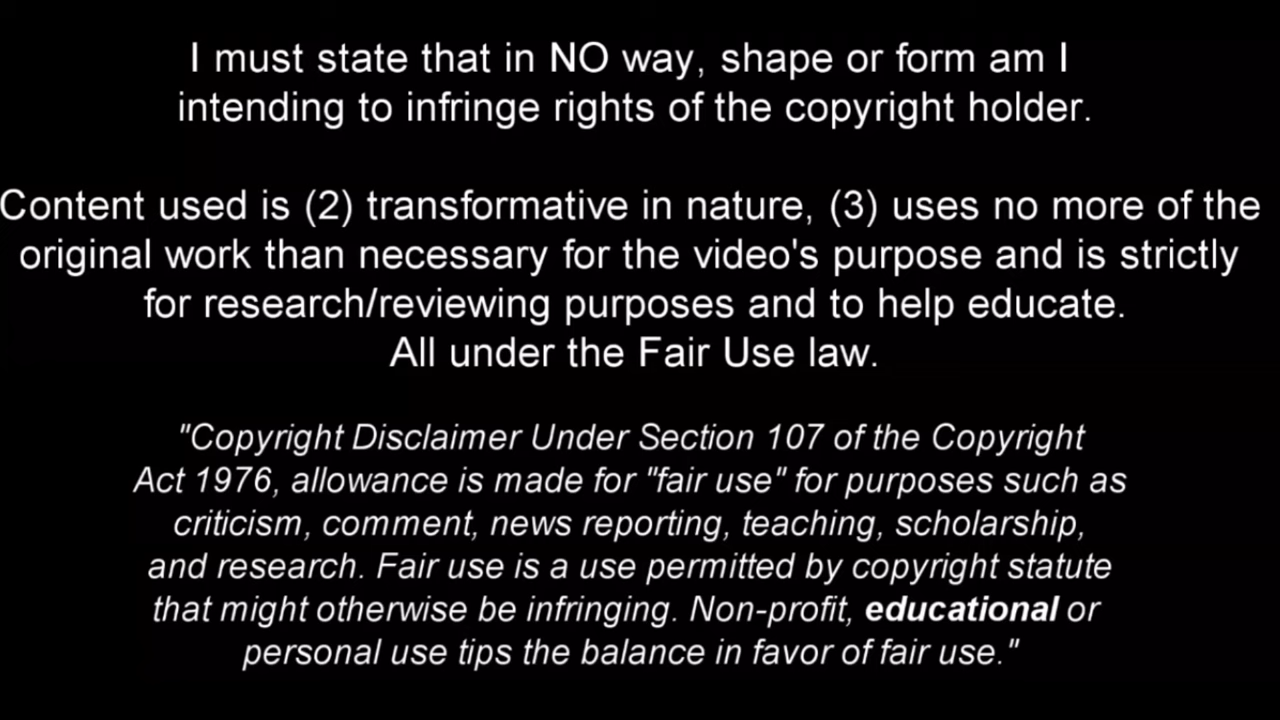 I must state that in NO way, shape or form am I
intending to infringe rights of the copyright holder.
Content used is (2) transformative in nature, (3) uses no more of the
original work than necessary for the video's purpose and is strictly
for research/reviewing purposes and to help educate.
All under the Fair Use law.
"Copyright Disclaimer Under Section 107 of the Copyright
Act 1976, allowance is made for "fair use" for purposes such as
criticism, comment, news reporting, teaching, scholarship,
and research. Fair use is a use permitted by copyright statute
that might otherwise be infringing. Non-profit, educational or
personal use tips the balance in favor of fair use."